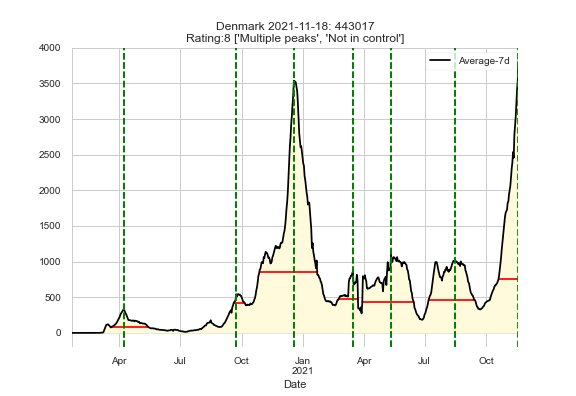 Denmark 2021-11-18: 443017
Rating:8 ['Multiple peaks', 'Not in control']
Average-7d
4000
3500
3000
2500
2000
1500
1000
500
0
Apr Jul Oct Jan Apr Jul Oct
2021
Date